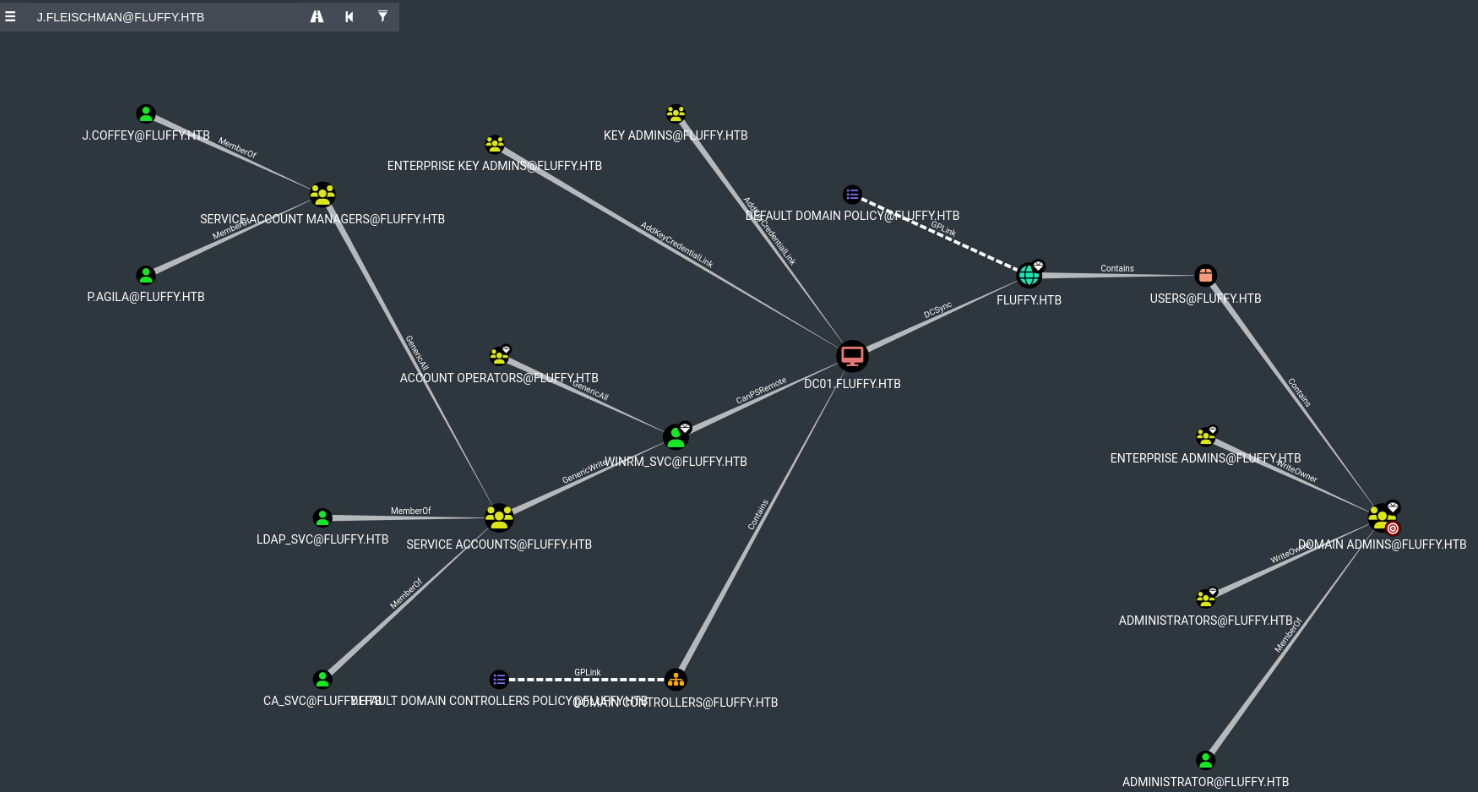 J.FLEISCHMAN@FLUFFY.HTB
J.COFFEY@FLUFFY.HTB
MemberOf
KEY ADMINS@FLUFFY.HTB
ENTERPRISE KEY ADMINS@FLUFFY.HTB
SERVICE ACCOUNT MANAGERS@FLUFFY.HTB
MemberOf
AddKeyCredentialLink
AddKeyCredentialLink
DEFAULT DOMAIN POLICY@FLUFFY.HTB
GPLink
P.AGILA@FLUFFY.HTB
FLUFFY.HTB
Contains
USERS@FLUFFY.HTB
DCSync
GenericAll
ACCOUNT OPERATORS@FLUFFY.HTB
GenericAll
CanPSRemote
DC01.FLUFFY.HTB
Contains
WINRM_SVC@FLUFFY.HTB
GenericWrite
ENTERPRISE ADMINS@FLUFFY.HTB
WriteOwner
MemberOf
LDAP_SVC@FLUFFY.HTB
SERVICE ACCOUNTS@FLUFFY.HTB
Contains
DOMAIN ADMINS@FLUFFY.HTB
WriteOwner
MemberOf
ADMINISTRATORS@FLUFFY.HTB
MemberOf
GPLink
CA_SVC@FLUFFY.HTB
DEFAULT DOMAIN CONTROLLERS POLICY@FLUFFY.HTB
DOMAIN CONTROLLERS@FLUFFY.HTB
ADMINISTRATOR@FLUFFY.HTB